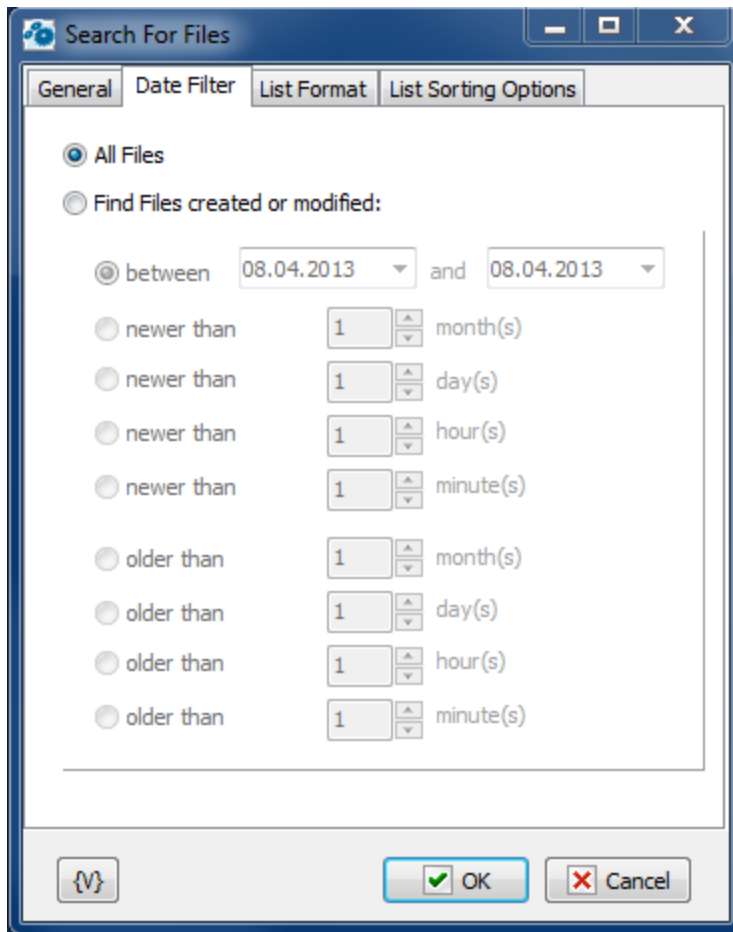 Search For Files
General Date Filter List Format List Sorting Options
All Files
Find Files created or modified:
between 08.04.2013 and 08.04.2013
newer than 1 month(s)
newer than 1 day(s)
newer than 1 hour(s)
newer than 1 minute(s)
older than 1 month(s)
older than 1 day(s)
older than 1 hour(s)
older than 1 minute(s)
{V} OK Cancel